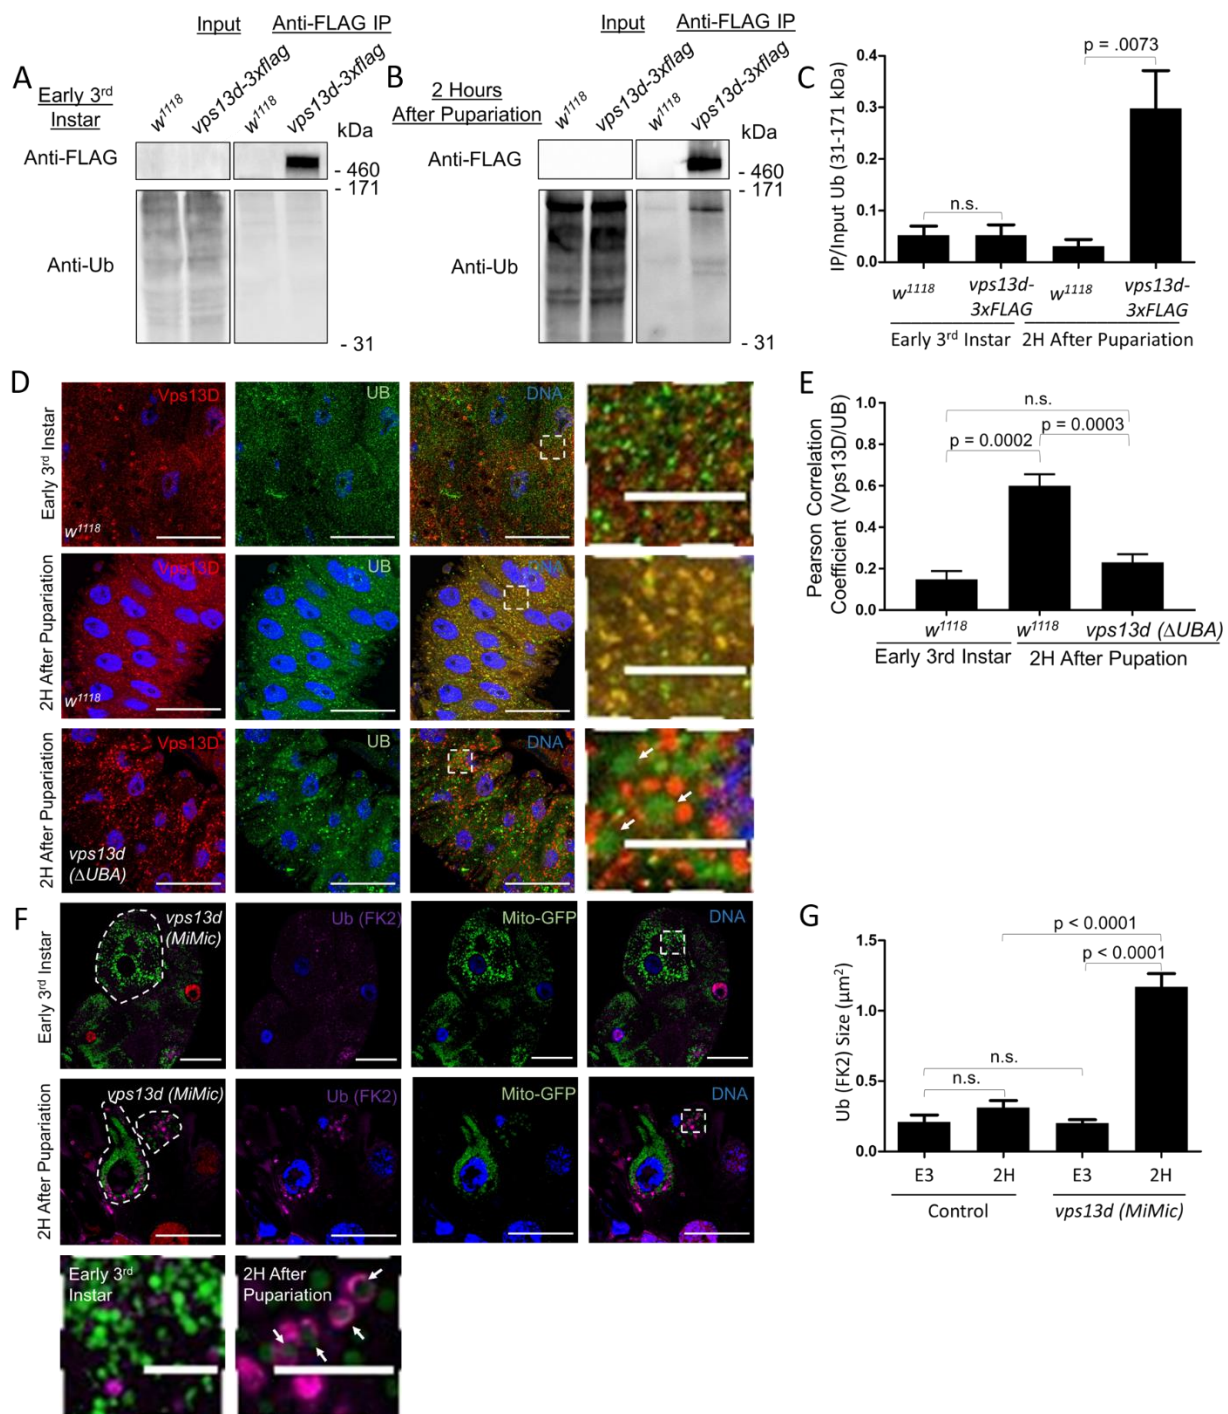 A
Input
Anti-FLAG IP
Early 3rd
Instar
w1118
vps13d-3xflag
w1118
vps13d-3xflag
kDa
Anti-FLAG
- 460
- 171
Anti-Ub
- 31
B
Input
Anti-FLAG IP
2 Hours
After Pupariation
w1118
vps13d-3xflag
w1118
vps13d-3xflag
kDa
Anti-FLAG
- 460
- 171
Anti-Ub
- 31
C
IP/Input Ub (31-171 kDa)
0.4
0.3
0.2
0.1
0.0
n.s.
p = .0073
w1118
vps13d-
3xFLAG
w1118
vps13d-
3xFLAG
Early 3rd Instar
2H After Pupariation
D
Early 3rd Instar
Vps13D
UB
DNA
w1118
2H After Pupariation
Vps13D
UB
DNA
w1118
2H After Pupariation
Vps13D
UB
DNA
vps13d
(ΔUBA)
E
Pearson Correlation
Coefficient (Vps13D/UB)
1.0
0.8
0.6
0.4
0.2
0.0
n.s.
p = 0.0002
p = 0.0003
w1118
w1118
vps13d (ΔUBA)
Early 3rd Instar
2H After Pupation
F
Early 3rd Instar
vps13d
(MiMic)
Ub (FK2)
Mito-GFP
DNA
2H After Pupariation
vps13d (MiMic)
Ub (FK2)
Mito-GFP
DNA
Early 3rd
Instar
2H After
Pupariation
G
Ub (FK2) Size (µm2)
1.5
1.0
0.5
0.0
p < 0.0001
p < 0.0001
n.s.
n.s.
E3
2H
E3
2H
Control
vps13d (MiMic)